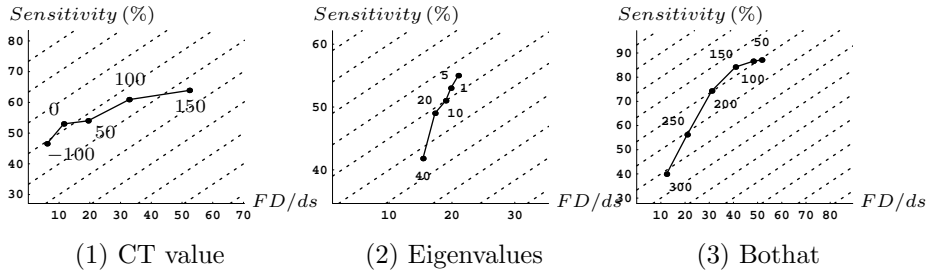 Sensitivity (%)
80
70
60
50
40
30
0
100
-100
50
150
10 20 30 40 50 60 70
FD/ds
(1) CT value
Sensitivity (%)
60
50
40
5
1
20
10
40
10 20 30
FD/ds
(2) Eigenvalues
Sensitivity (%)
90
80
70
60
50
40
30
50
150
100
200
250
300
10 20 30 40 50 60 70 80
FD/ds
(3) Bothat